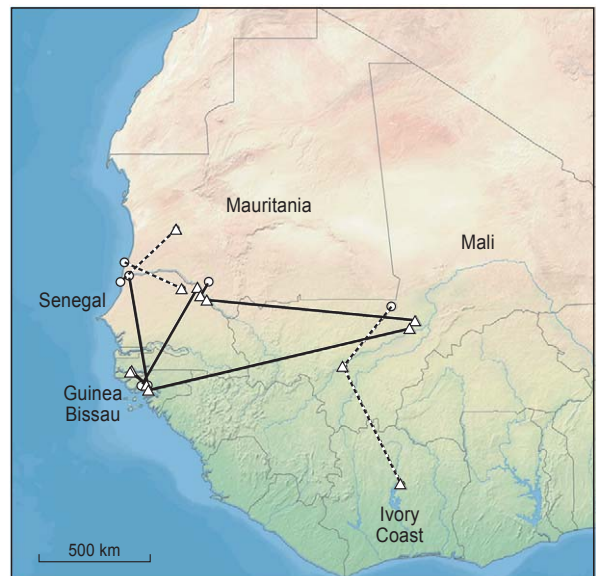 Mauritania
Mali
Senegal
Guinea
Bissau
Ivory
Coast
500 km